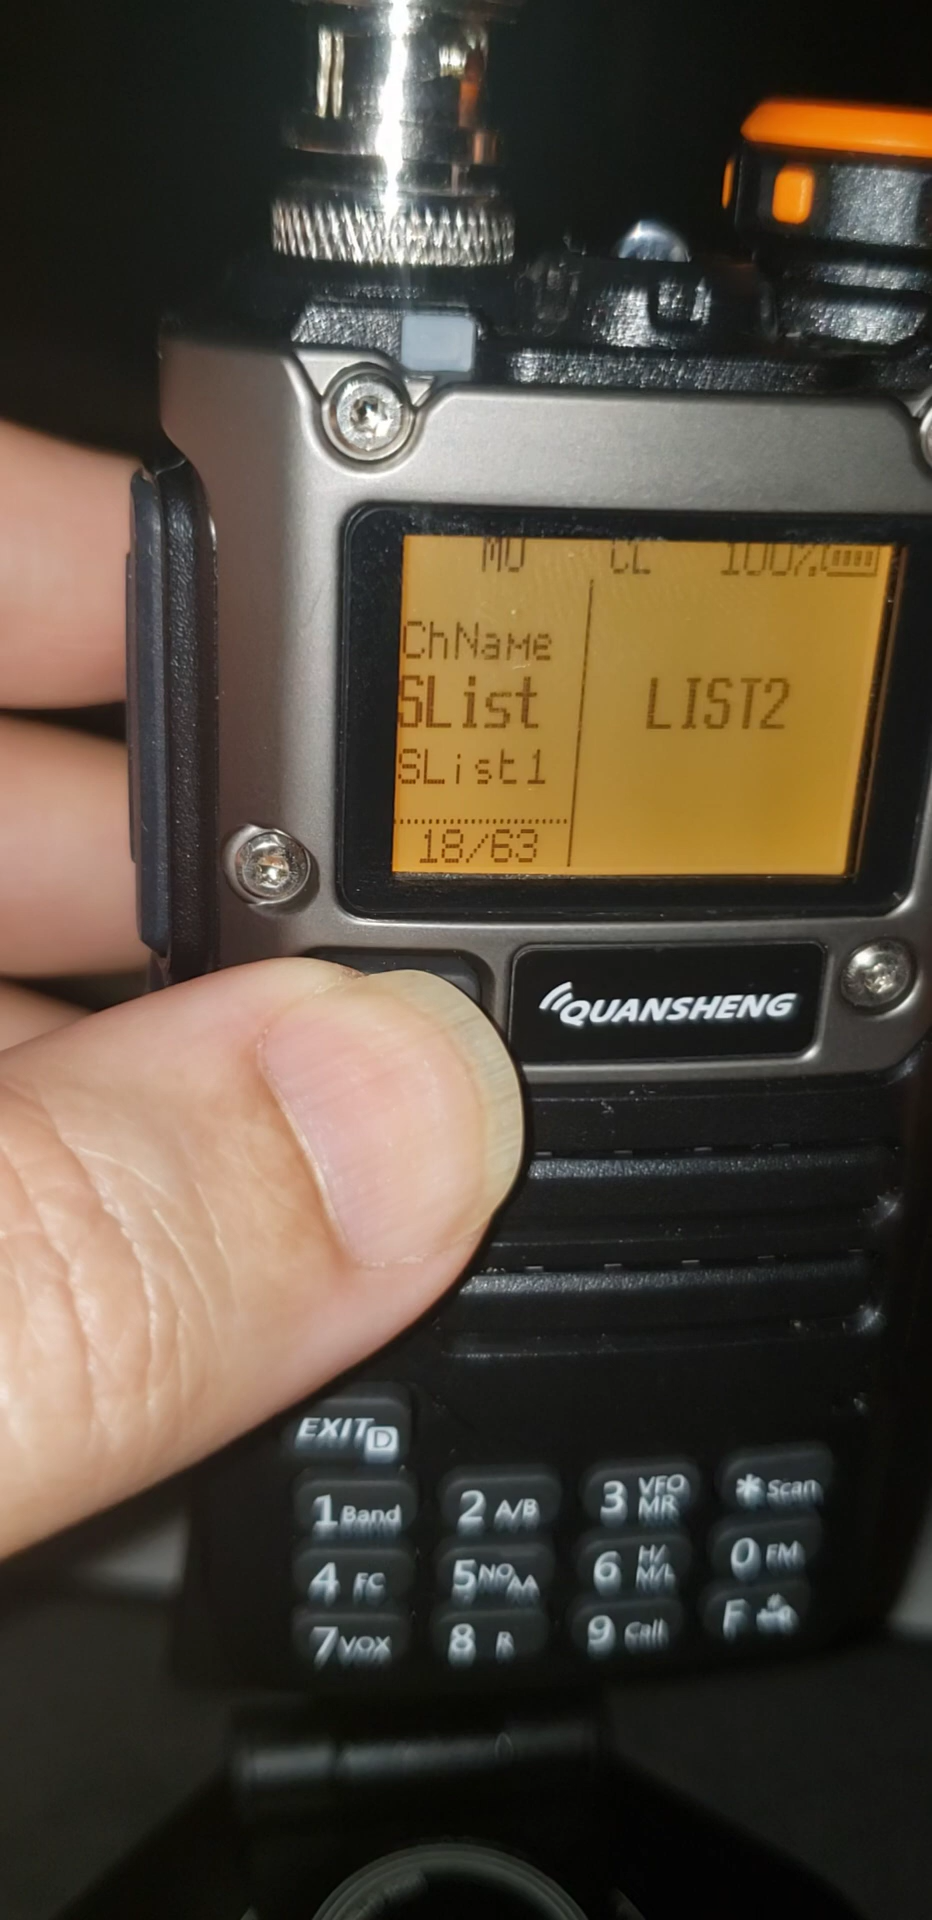 MO CL 100%
ChName
SList
LIST2
SList1
18/63
QUANSHENG
EXIT D
1 Band 2 A/B 3 VFO MR * Scan
4 FC 5 NOAA 6 H/M/L 0 FM
7 VOX 8 R 9 Call F